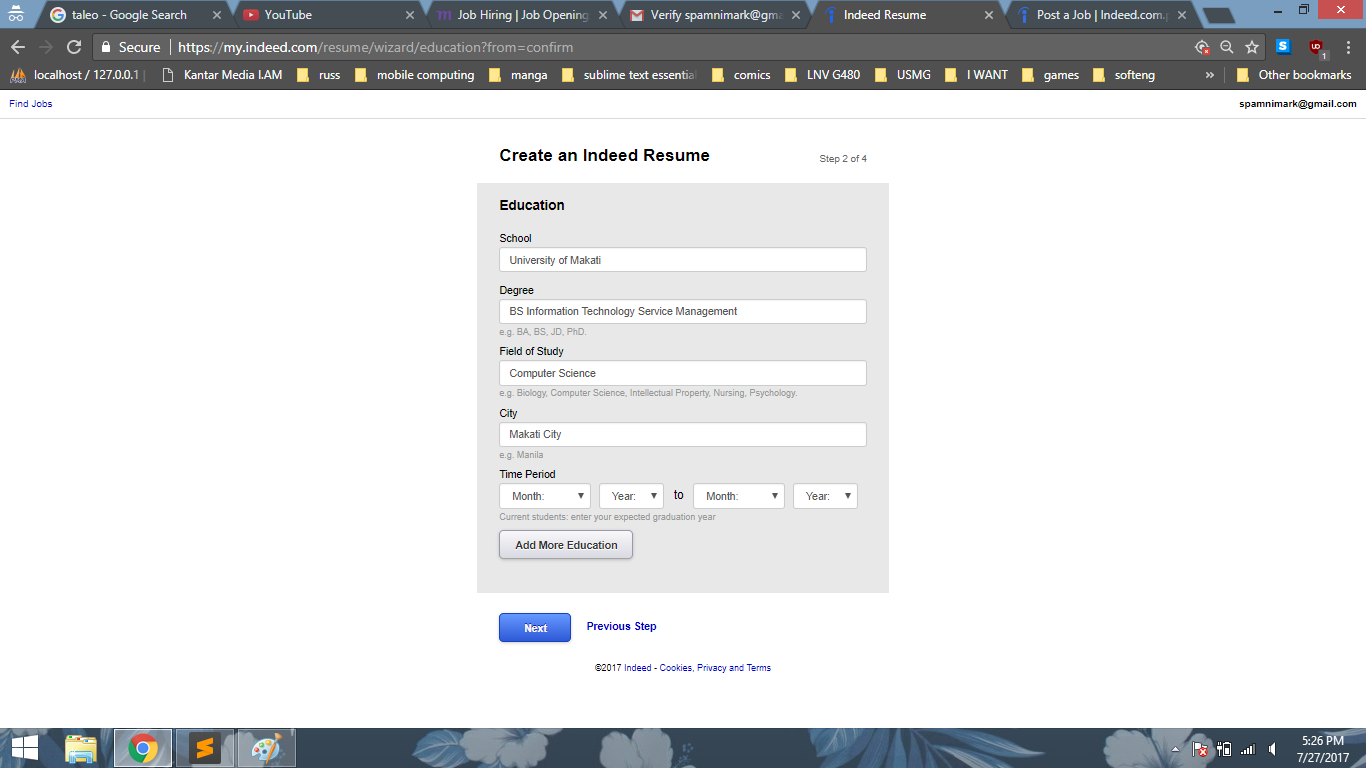 taleo - Google Search YouTube Job Hiring | Job Opening Verify spamnimark@gma Indeed Resume Post a Job | Indeed.com.
Secure https://my.indeed.com/resume/wizard/education?from=confirm
localhost / 127.0.0.1 Kantar Media I.AM russ mobile computing manga sublime text essentia comics LNV G480 USMG I WANT games softeng » Other bookmarks
Find Jobs spamnimark@gmail.com
Create an Indeed Resume Step 2 of 4
Education
School
University of Makati
Degree
BS Information Technology Service Management
e.g. BA, BS, JD, PhD.
Field of Study
Computer Science
e.g. Biology, Computer Science, Intellectual Property, Nursing, Psychology.
City
Makati City
e.g. Manila
Time Period
Month: Year: to Month: Year:
Current students: enter your expected graduation year
Add More Education
Next Previous Step
©2017 Indeed - Cookies, Privacy and Terms
5:26 PM
7/27/2017